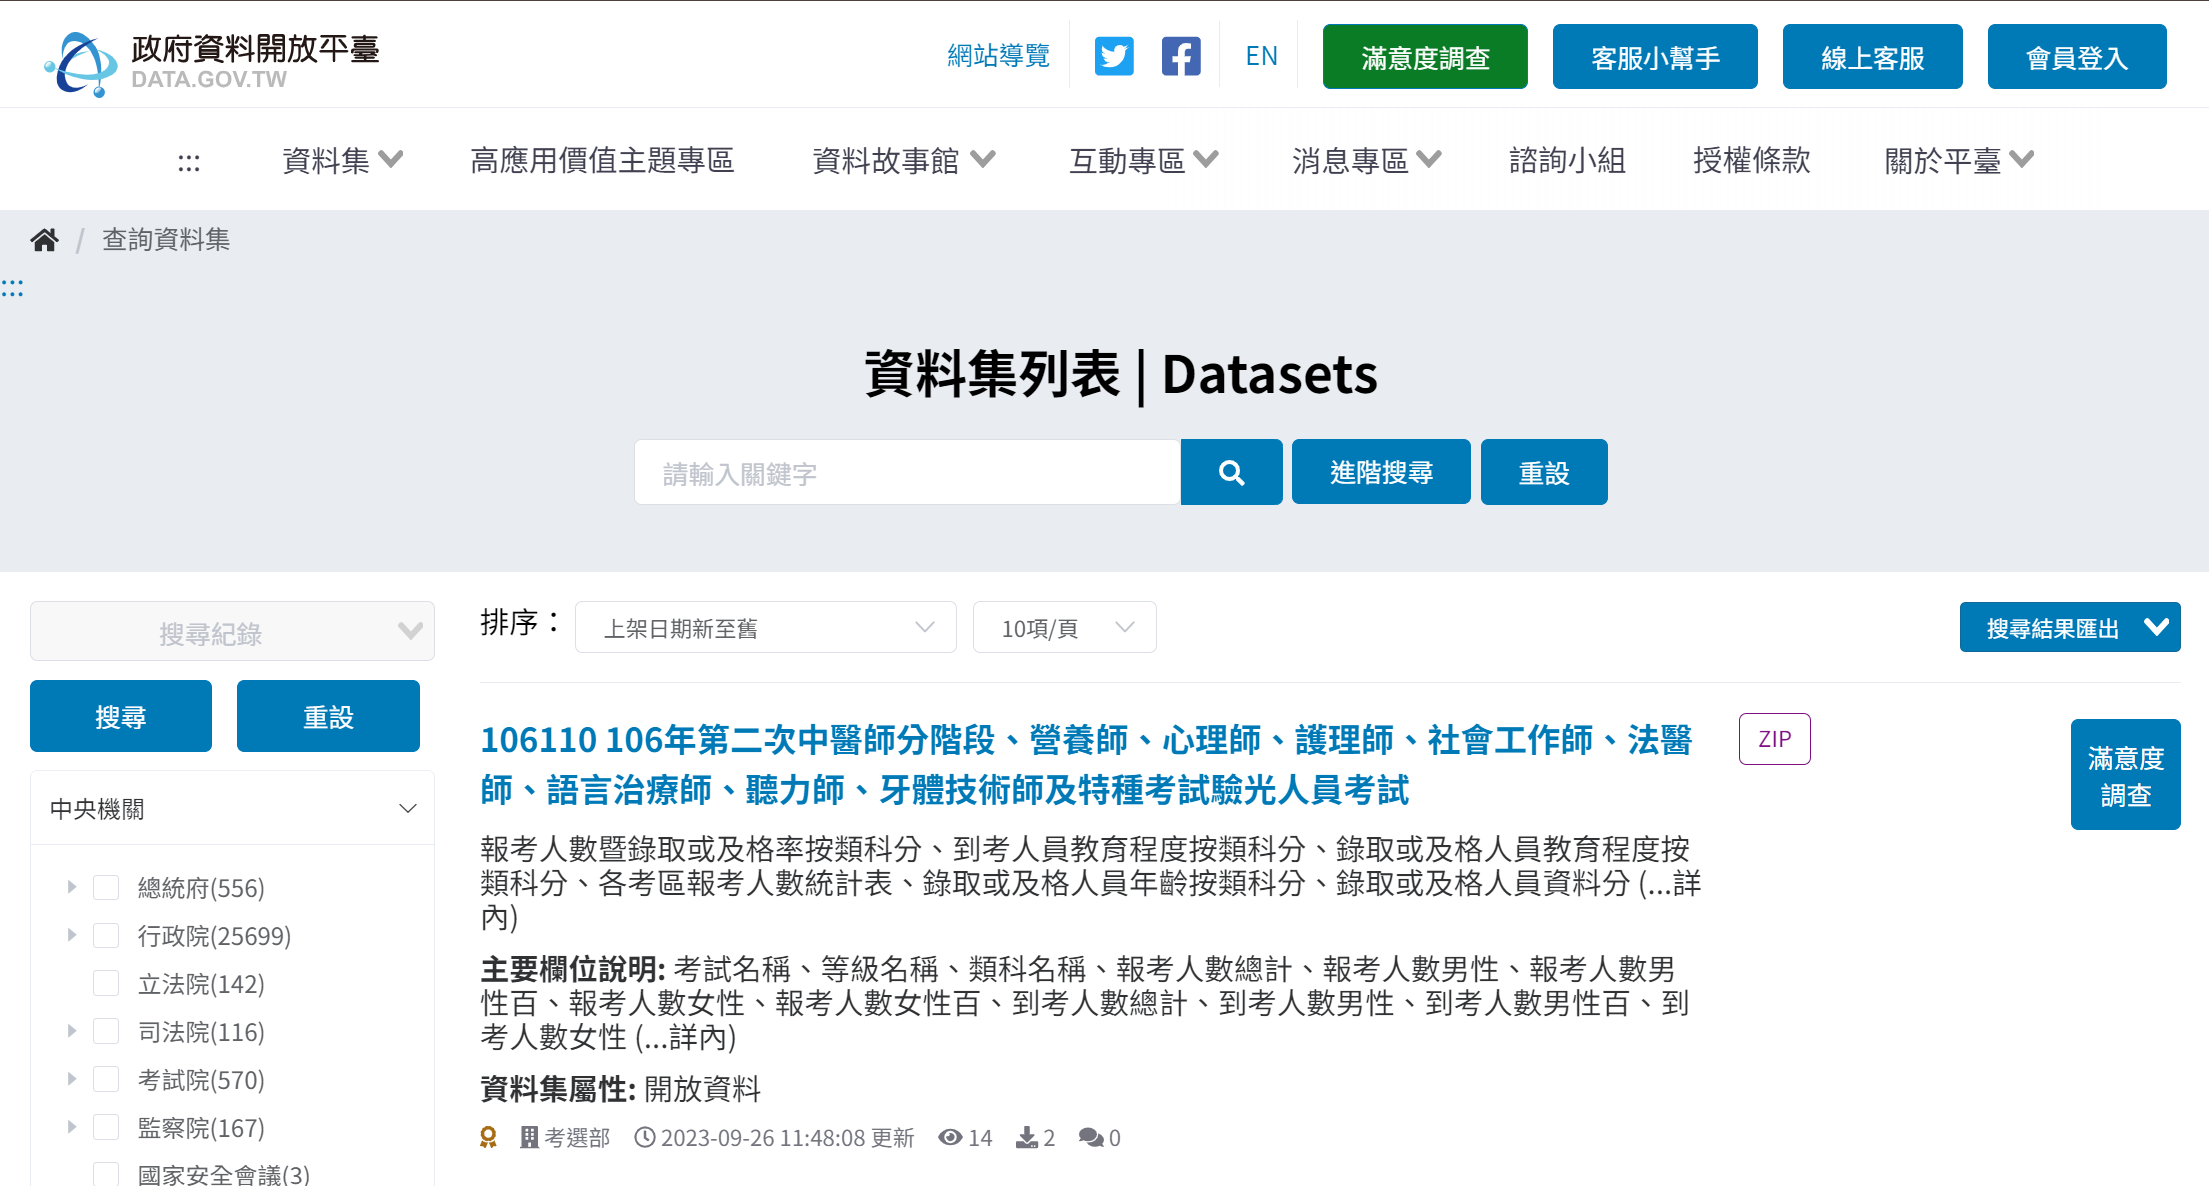 政府資料開放平臺
DATA.GOV.TW
網站導覽
EN
滿意度調查
客服小幫手
線上客服
會員登入
:::
資料集
高應用價值主題專區
資料故事館
互動專區
消息專區
諮詢小組
授權條款
關於平臺
/ 查詢資料集
:::
資料集列表 | Datasets
請輸入關鍵字
進階搜尋
重設
搜尋紀錄
搜尋
重設
中央機關
總統府(556)
行政院(25699)
立法院(142)
司法院(116)
考試院(570)
監察院(167)
國家安全會議(3)
排序：
上架日期新至舊
10項/頁
搜尋結果匯出
106110 106年第二次中醫師分階段、營養師、心理師、護理師、社會工作師、法醫
師、語言治療師、聽力師、牙體技術師及特種考試驗光人員考試
ZIP
報考人數暨錄取或及格率按類科分、到考人員教育程度按類科分、錄取或及格人員教育程度按
類科分、各考區報考人數統計表、錄取或及格人員年齡按類科分、錄取或及格人員資料分 (...詳
內)
主要欄位說明: 考試名稱、等級名稱、類科名稱、報考人數總計、報考人數男性、報考人數男
性百、報考人數女性、報考人數女性百、到考人數總計、到考人數男性、到考人數男性百、到
考人數女性 (...詳內)
資料集屬性: 開放資料
考選部 2023-09-26 11:48:08 更新 14 2 0
滿意度
調查